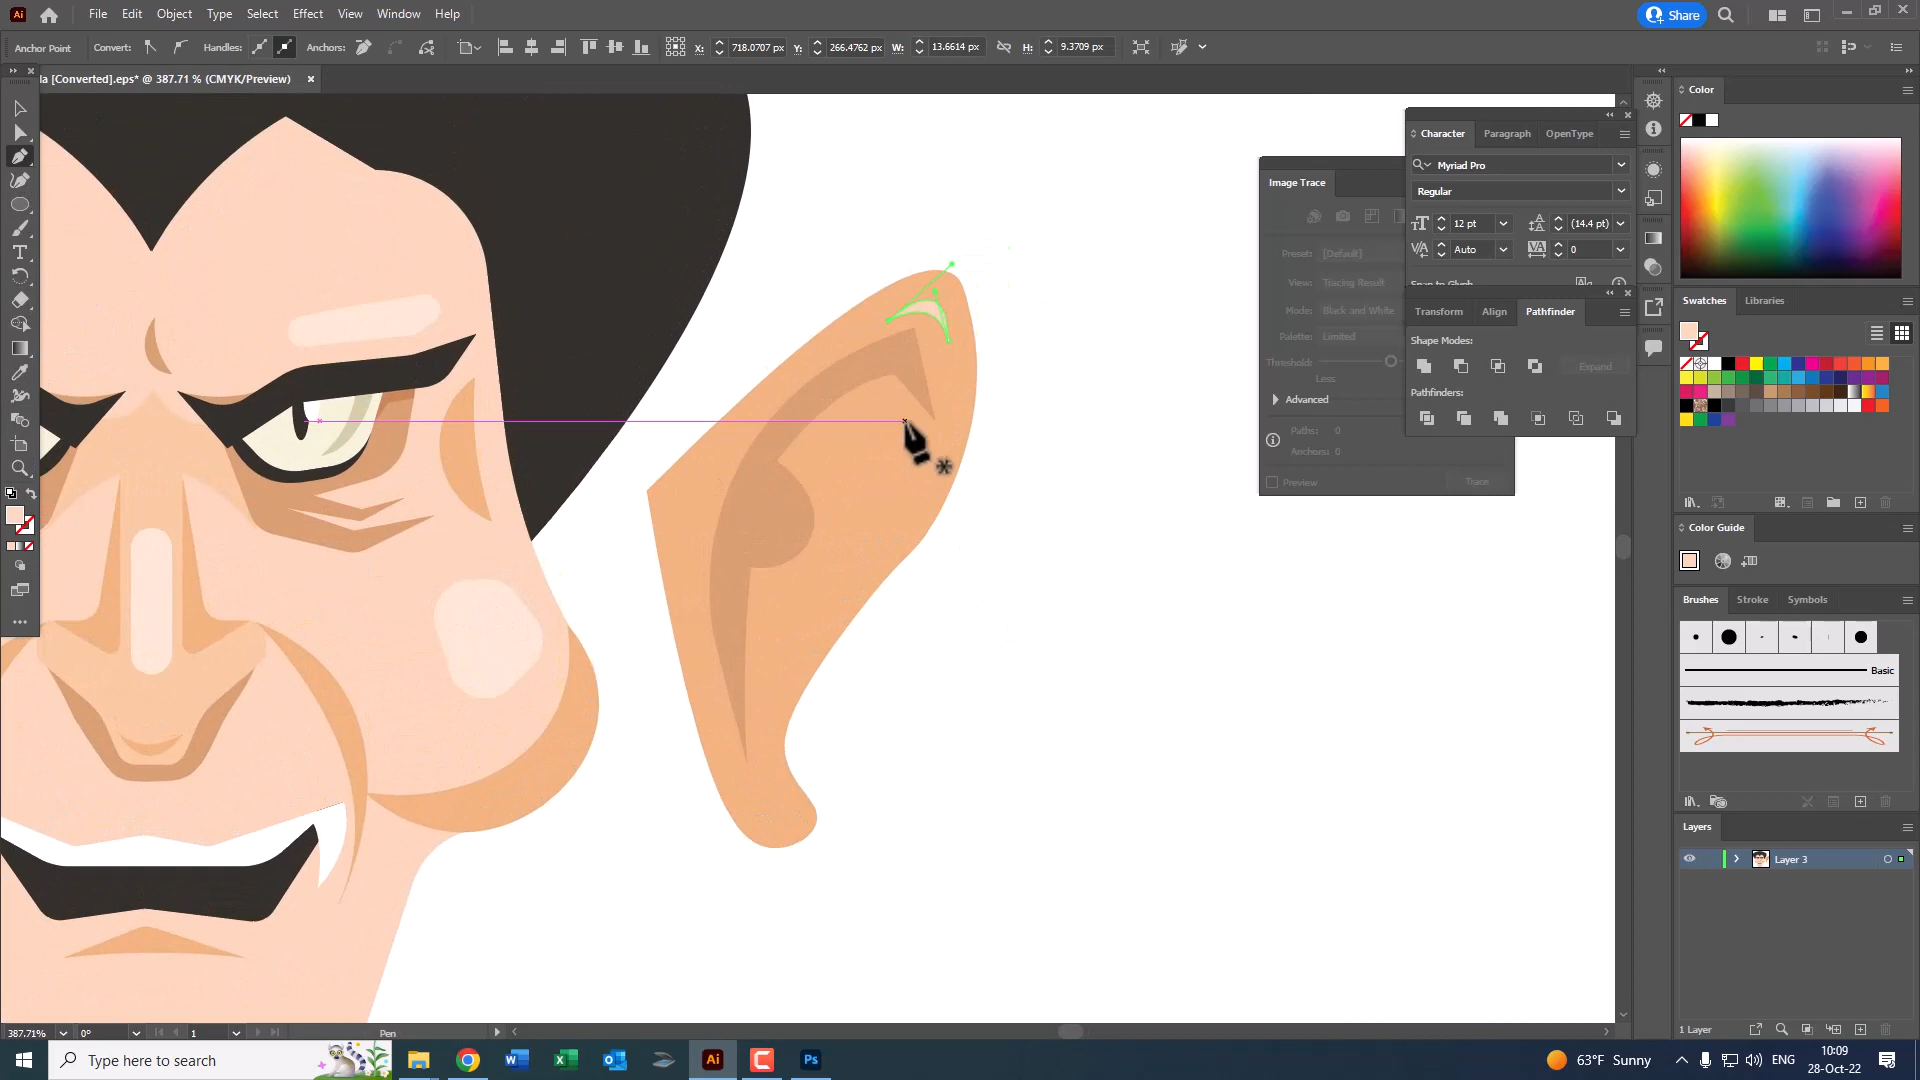 Ai File Edit Object Type Select Effect View Window Help Share
Anchor Point Convert: Handles: Anchors: X: 718.0707 px Y: 266.4762 px W: 13.6614 px H: 9.3709 px
la [Converted].eps* @ 387.71 % (CMYK/Preview) ×
Color
Character Paragraph OpenType
Myriad Pro
Image Trace
Regular
12 pt (14.4 pt)
Auto 0
Preset: [Default]
Snap to Glyph
View: Tracing Result
Swatches Libraries
Mode: Black and White
Transform Align Pathfinder
Palette: Limited
Shape Modes:
Threshold:
Expand
Less
Pathfinders:
Advanced
Paths: 0
Anchors: 0
Preview Trace
Color Guide
Brushes Stroke Symbols
Basic
Layers
Layer 3
1 Layer
387.71% 0° 1 Pen
Type here to search
63°F Sunny ENG 10:09
28-Oct-22